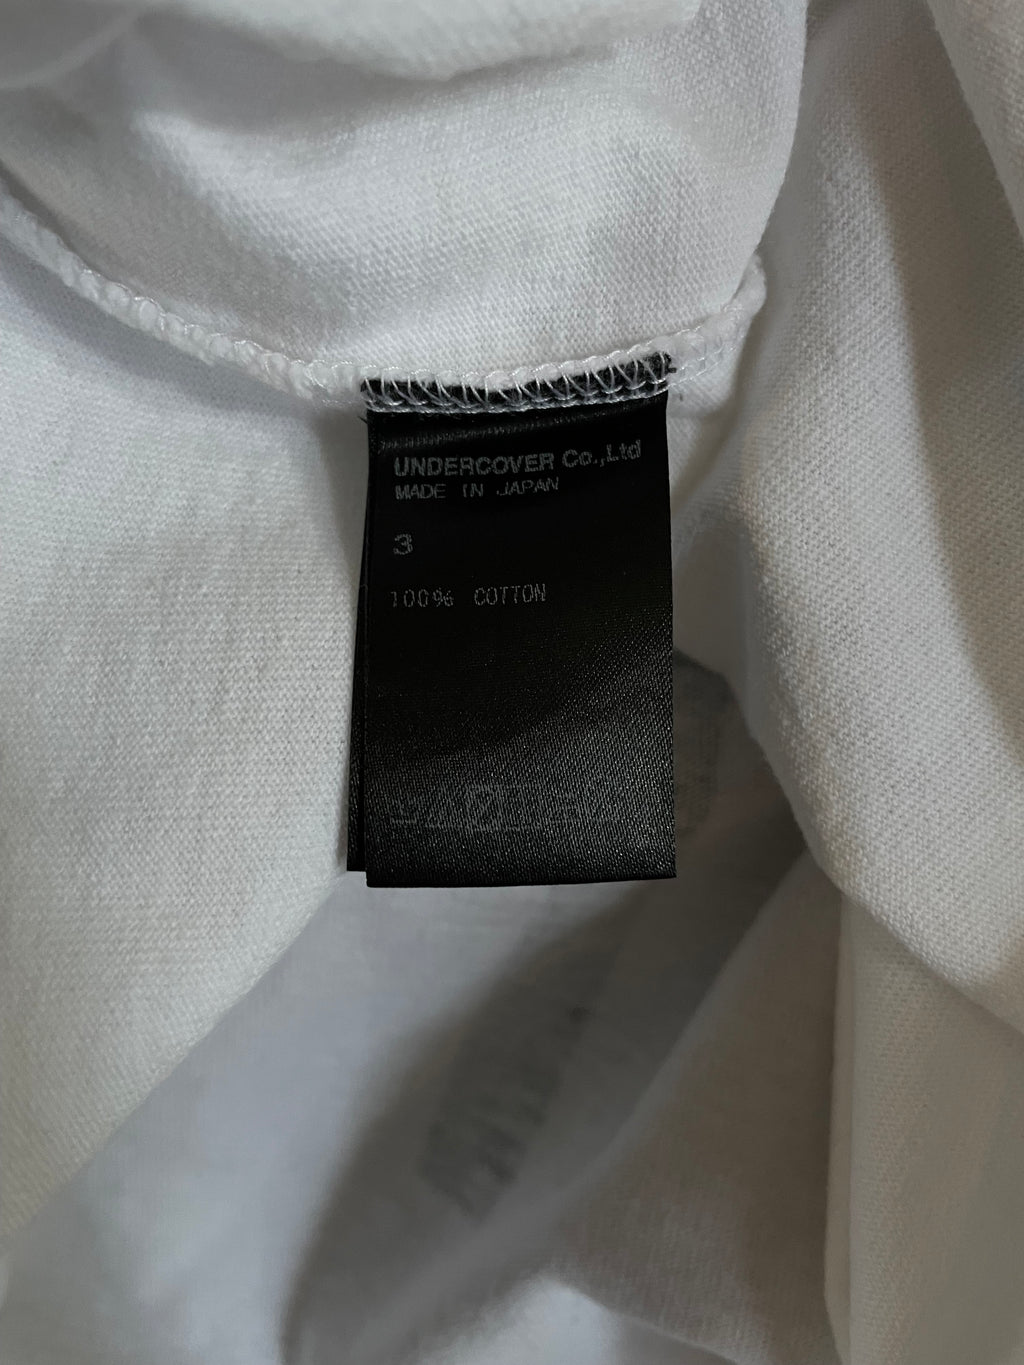 UNDERCOVER Co.,Ltd
MADE IN JAPAN
3
100% COTTON